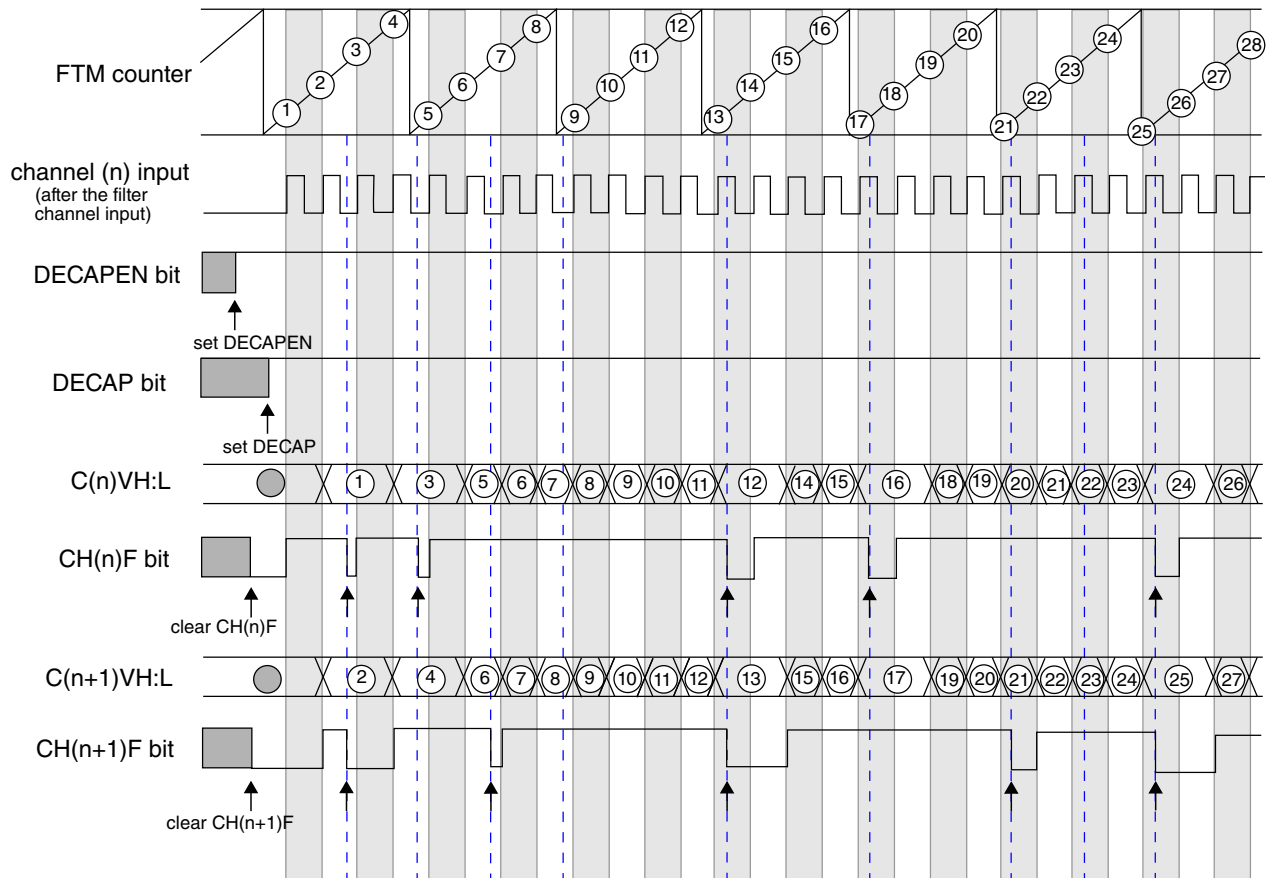 4 8 12 16 20 24 28
3 7 11 15 19 23 27
2 6 10 14 18 22 26
1 5 9 13 17 21 25
FTM counter
channel (n) input
(after the filter
channel input)
DECAPEN bit
set DECAPEN
DECAP bit
set DECAP
C(n)VH:L 1 3 5 6 7 8 9 10 11 12 14 15 16 18 19 20 21 22 23 24 26
CH(n)F bit
clear CH(n)F
C(n+1)VH:L 2 4 6 7 8 9 10 11 12 13 15 16 17 19 20 21 22 23 24 25 27
CH(n+1)F bit
clear CH(n+1)F